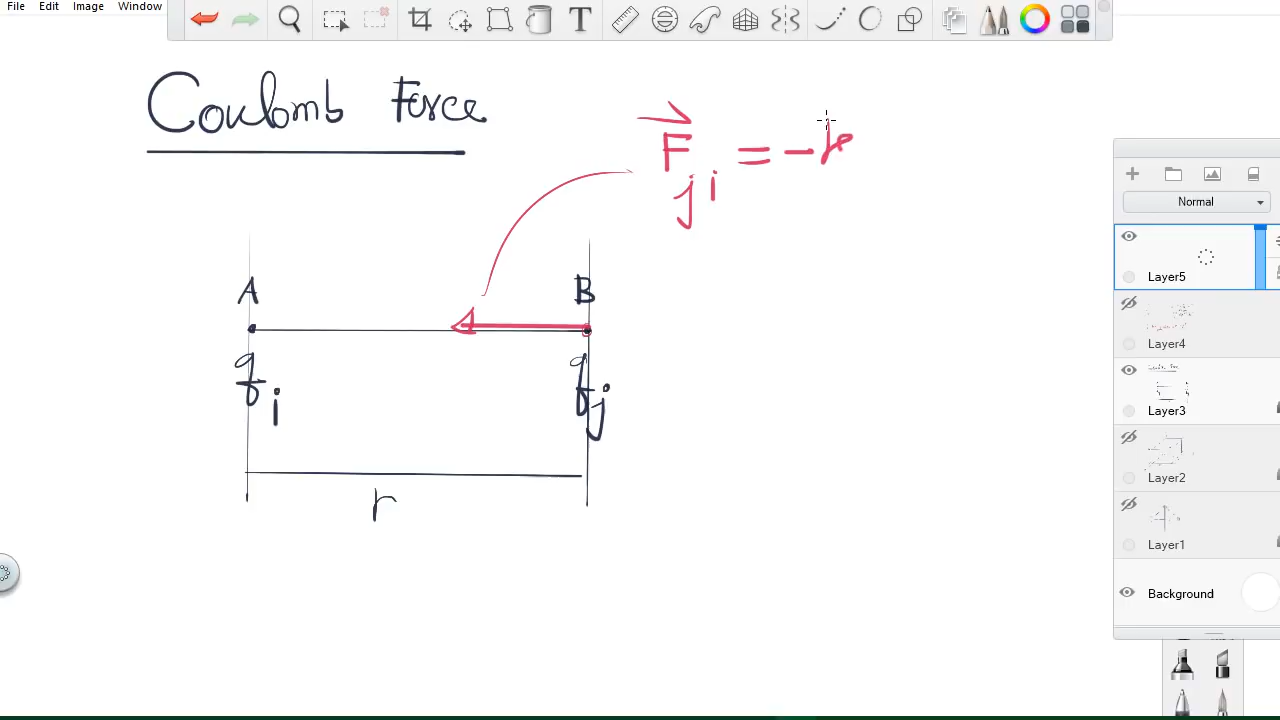 File Edit Image Window
Coulomb Force
F ji = - k
Normal
Layer5
A B
Layer4
q i q j
Layer3
Layer2
r
Layer1
Background